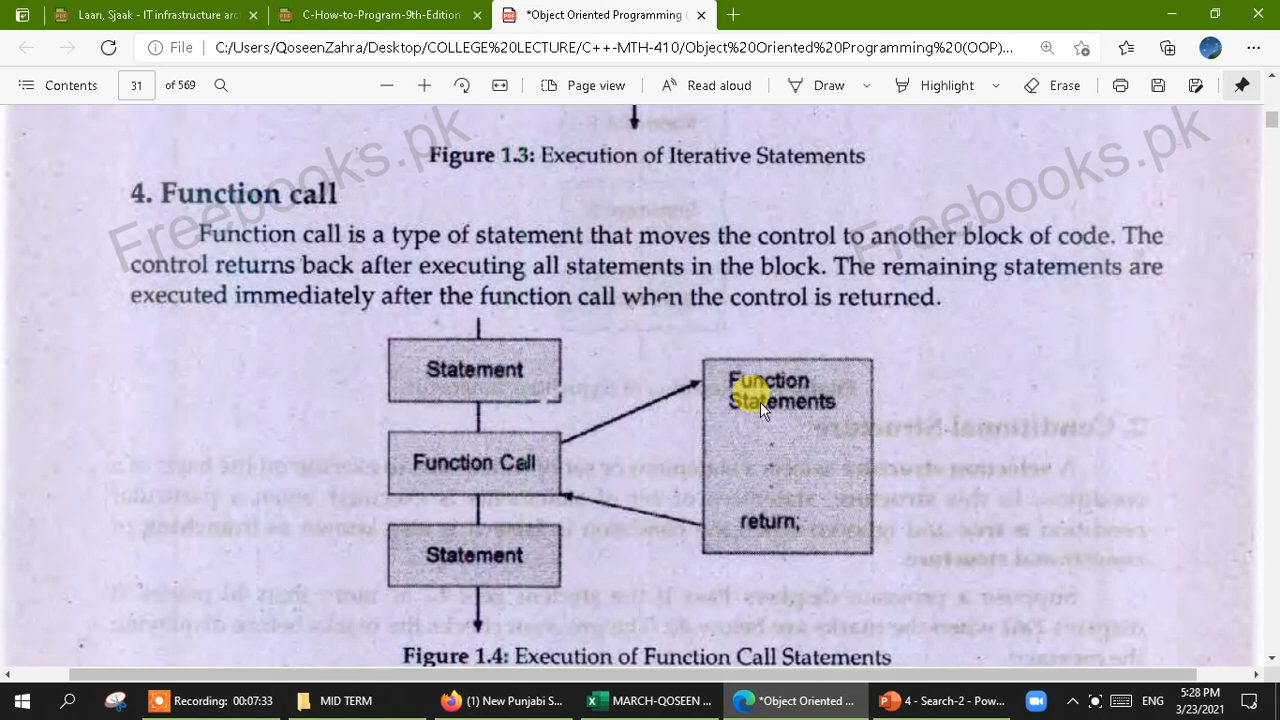 Laan, Sjaak - IT infrastructure arc
C-How-to-Program-9th-Edition-
*Object Oriented Programming (
File
C:/Users/QoseenZahra/Desktop/COLLEGE%20LECTURE/C++-MTH-410/Object%20Oriented%20Programming%20(OOP)...
Contents
31
of 569
Page view
Read aloud
Draw
Highlight
Erase
Freebooks.pk
Freebooks.pk
Figure 1.3: Execution of Iterative Statements
4. Function call
Function call is a type of statement that moves the control to another block of code. The
control returns back after executing all statements in the block. The remaining statements are
executed immediately after the function call when the control is returned.
Statement
Function Call
Statement
Function
Statements
return;
Figure 1.4: Execution of Function Call Statements
Recording: 00:07:33
MID TERM
(1) New Punjabi S...
MARCH-QOSEEN ...
*Object Oriented ...
4 - Search-2 - Pow...
ENG
5:28 PM
3/23/2021